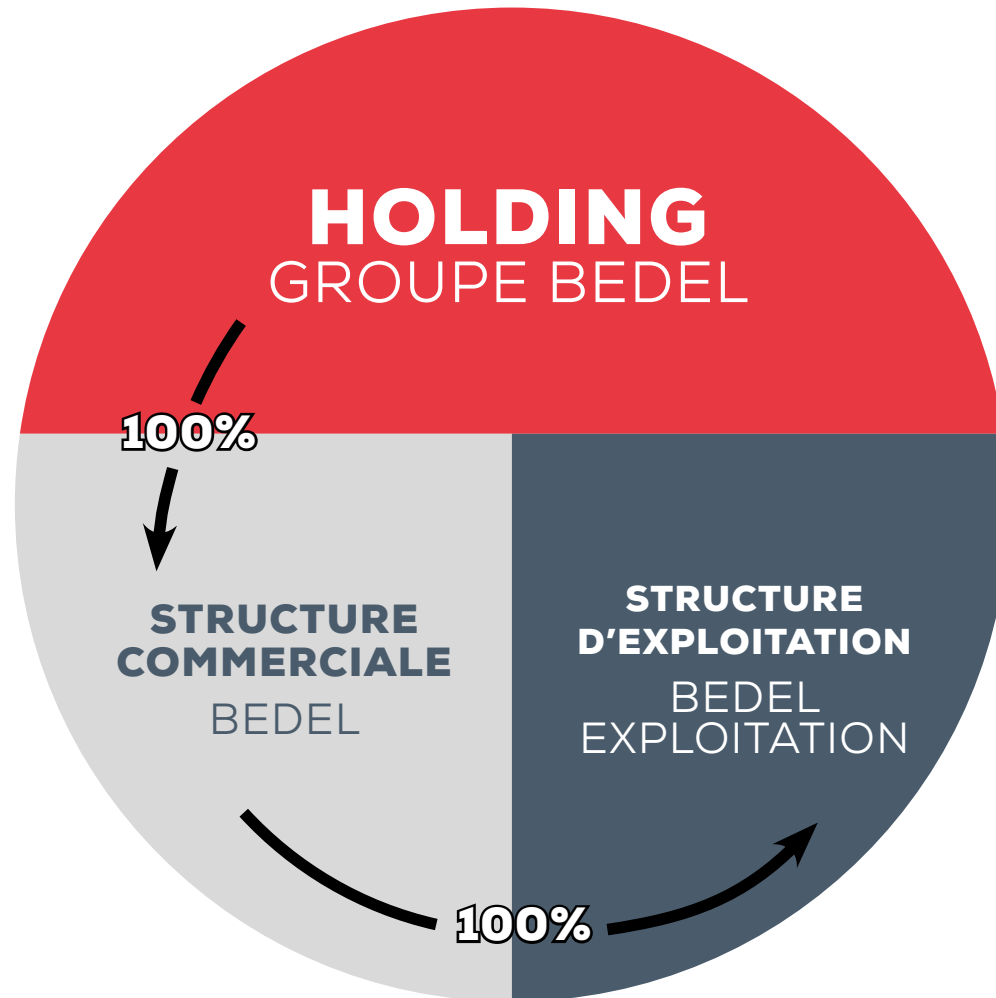 HOLDING
GROUPE BEDEL
100%
STRUCTURE
COMMERCIALE
BEDEL
STRUCTURE
D’EXPLOITATION
BEDEL
EXPLOITATION
100%